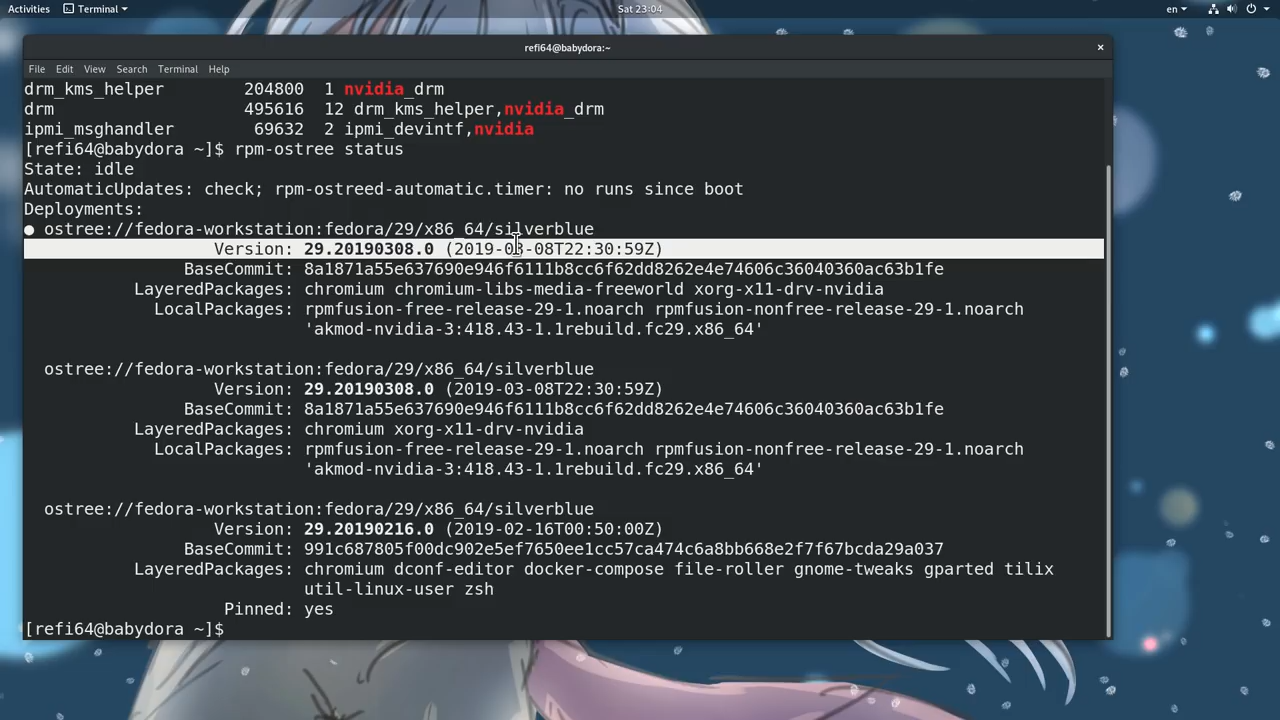 Activities Terminal Sat 23:04 en
refi64@babydora:~ ×
File Edit View Search Terminal Help
drm_kms_helper 204800 1 nvidia_drm
drm 495616 12 drm_kms_helper,nvidia_drm
ipmi_msghandler 69632 2 ipmi_devintf,nvidia
[refi64@babydora ~]$ rpm-ostree status
State: idle
AutomaticUpdates: check; rpm-ostreed-automatic.timer: no runs since boot
Deployments:
● ostree://fedora-workstation:fedora/29/x86_64/silverblue
Version: 29.20190308.0 (2019-03-08T22:30:59Z)
BaseCommit: 8a1871a55e637690e946f6111b8cc6f62dd8262e4e74606c36040360ac63b1fe
LayeredPackages: chromium chromium-libs-media-freeworld xorg-x11-drv-nvidia
LocalPackages: rpmfusion-free-release-29-1.noarch rpmfusion-nonfree-release-29-1.noarch
'akmod-nvidia-3:418.43-1.1rebuild.fc29.x86_64'
ostree://fedora-workstation:fedora/29/x86_64/silverblue
Version: 29.20190308.0 (2019-03-08T22:30:59Z)
BaseCommit: 8a1871a55e637690e946f6111b8cc6f62dd8262e4e74606c36040360ac63b1fe
LayeredPackages: chromium xorg-x11-drv-nvidia
LocalPackages: rpmfusion-free-release-29-1.noarch rpmfusion-nonfree-release-29-1.noarch
'akmod-nvidia-3:418.43-1.1rebuild.fc29.x86_64'
ostree://fedora-workstation:fedora/29/x86_64/silverblue
Version: 29.20190216.0 (2019-02-16T00:50:00Z)
BaseCommit: 991c687805f00dc902e5ef7650ee1cc57ca474c6a8bb668e2f7f67bcda29a037
LayeredPackages: chromium dconf-editor docker-compose file-roller gnome-tweaks gparted tilix
util-linux-user zsh
Pinned: yes
[refi64@babydora ~]$